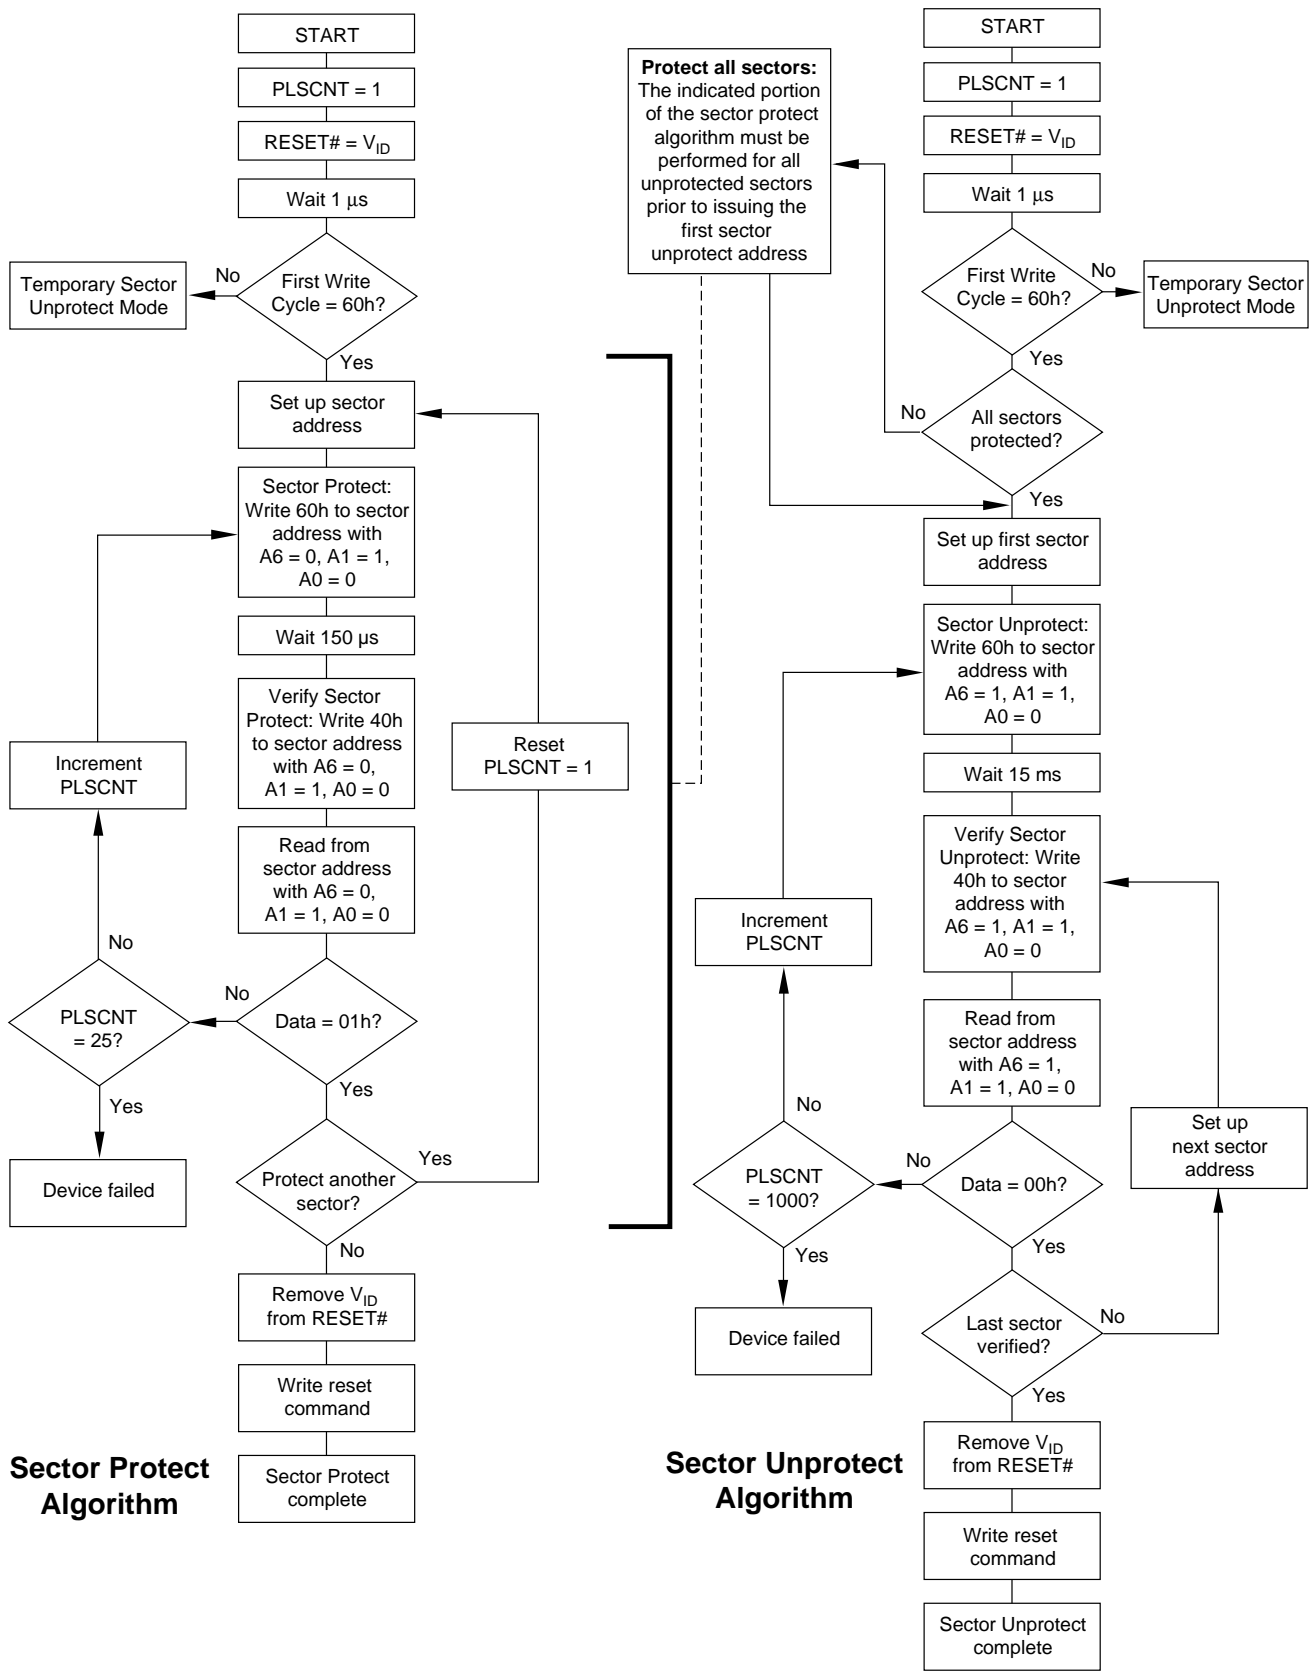 START
PLSCNT = 1
RESET# = VID
Wait 1 μs
First Write
Cycle = 60h?
No
Temporary Sector
Unprotect Mode
Yes
Set up sector
address
Sector Protect:
Write 60h to sector
address with
A6 = 0, A1 = 1,
A0 = 0
Wait 150 µs
Verify Sector
Protect: Write 40h
to sector address
with A6 = 0,
A1 = 1, A0 = 0
Reset
PLSCNT = 1
Increment
PLSCNT
Read from
sector address
with A6 = 0,
A1 = 1, A0 = 0
No
No
PLSCNT
= 25?
Data = 01h?
Yes
Yes
Device failed
Protect another
sector?
Yes
No
Remove VID
from RESET#
Write reset
command
Sector Protect
complete
Sector Protect
Algorithm
Protect all sectors:
The indicated portion
of the sector protect
algorithm must be
performed for all
unprotected sectors
prior to issuing the
first sector
unprotect address
START
PLSCNT = 1
RESET# = VID
Wait 1 μs
First Write
Cycle = 60h?
No
Temporary Sector
Unprotect Mode
Yes
No
All sectors
protected?
Yes
Set up first sector
address
Sector Unprotect:
Write 60h to sector
address with
A6 = 1, A1 = 1,
A0 = 0
Wait 15 ms
Verify Sector
Unprotect: Write
40h to sector
address with
A6 = 1, A1 = 1,
A0 = 0
Increment
PLSCNT
Read from
sector address
with A6 = 1,
A1 = 1, A0 = 0
No
No
PLSCNT
= 1000?
Data = 00h?
Set up
next sector
address
Yes
Yes
Device failed
Last sector
verified?
No
Yes
Remove VID
from RESET#
Write reset
command
Sector Unprotect
complete
Sector Unprotect
Algorithm